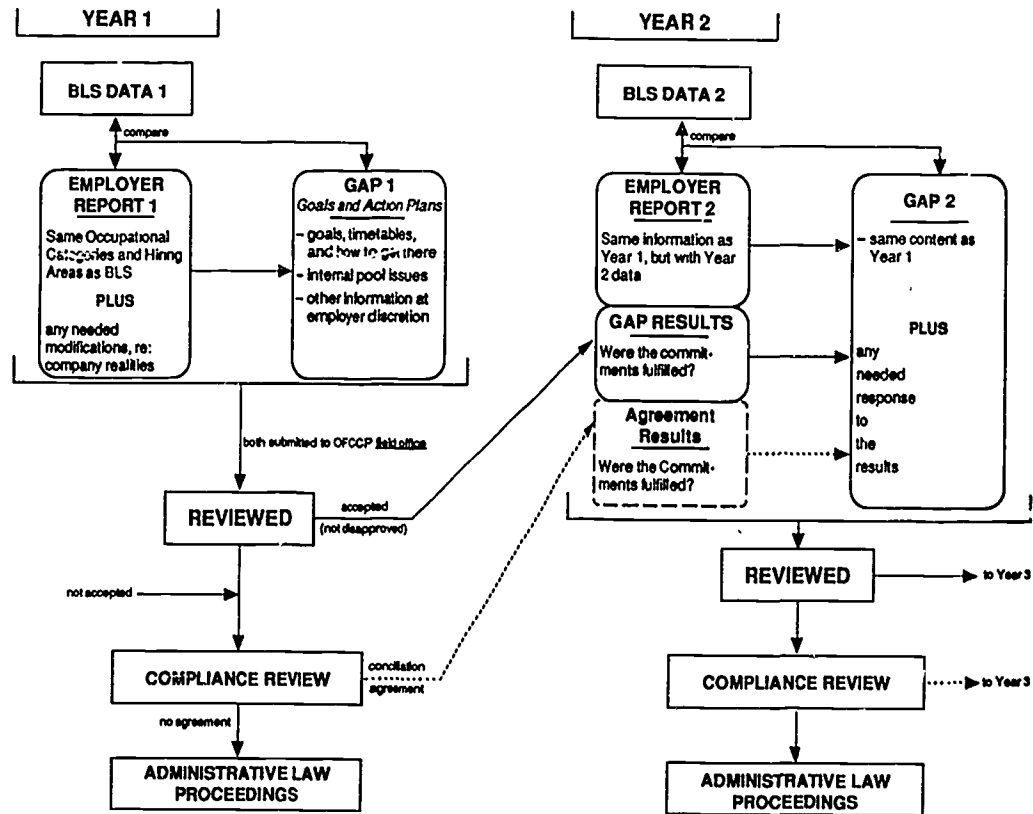 YEAR 1
BLS DATA 1
compare
EMPLOYER
REPORT 1
Same Occupational
Categories and Hiring
Areas as BLS
PLUS
any needed
modifications, re:
company realities
GAP 1
Goals and Action Plans
– goals, timetables,
and how to get there
– internal pool issues
– other information at
employer discretion
both submitted to OFCCP field office
REVIEWED
accepted
(not disapproved)
not accepted
COMPLIANCE REVIEW
conciliation
agreement
no agreement
ADMINISTRATIVE LAW
PROCEEDINGS
YEAR 2
BLS DATA 2
compare
EMPLOYER
REPORT 2
Same information as
Year 1, but with Year
2 data
GAP RESULTS
Were the commit-
ments fulfilled?
Agreement
Results
Were the Commit-
ments fulfilled?
GAP 2
– same content as
Year 1
PLUS
any
needed
response
to
the
results
REVIEWED
to Year 3
COMPLIANCE REVIEW
to Year 3
ADMINISTRATIVE LAW
PROCEEDINGS